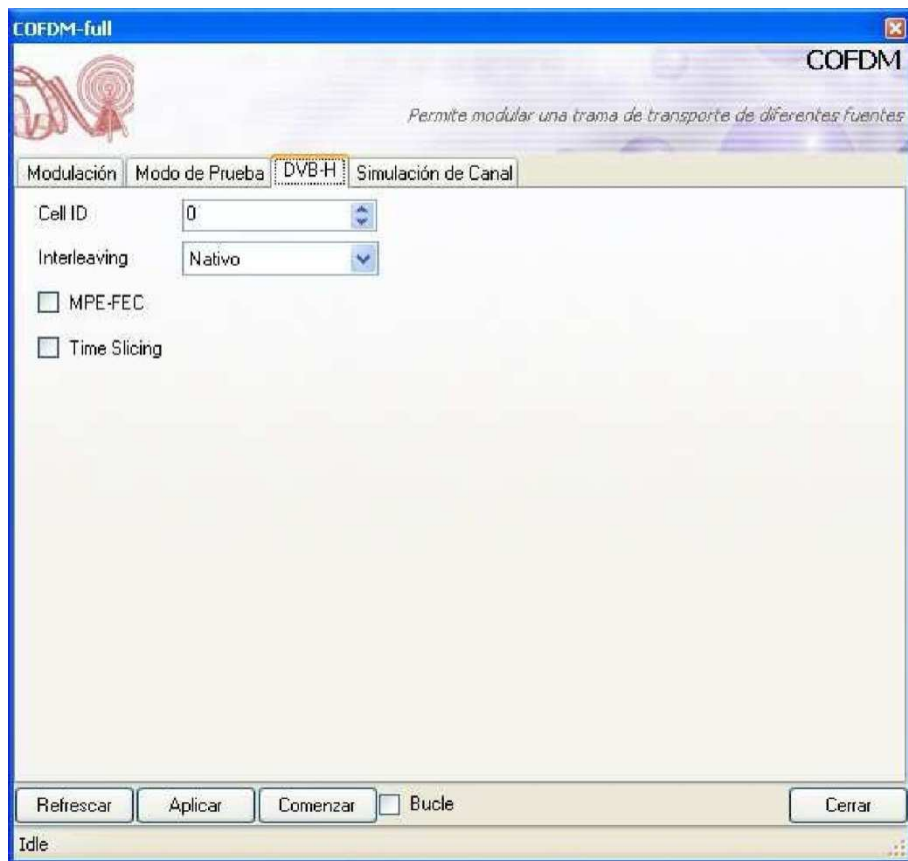 COFDM-full
COFDM
Permite modular una trama de transporte de diferentes fuentes
Modulación Modo de Prueba DVB-H Simulación de Canal
Cell ID 0
Interleaving Nativo
MPE-FEC
Time Slicing
Refrescar Aplicar Comenzar Bucle Cerrar
Idle